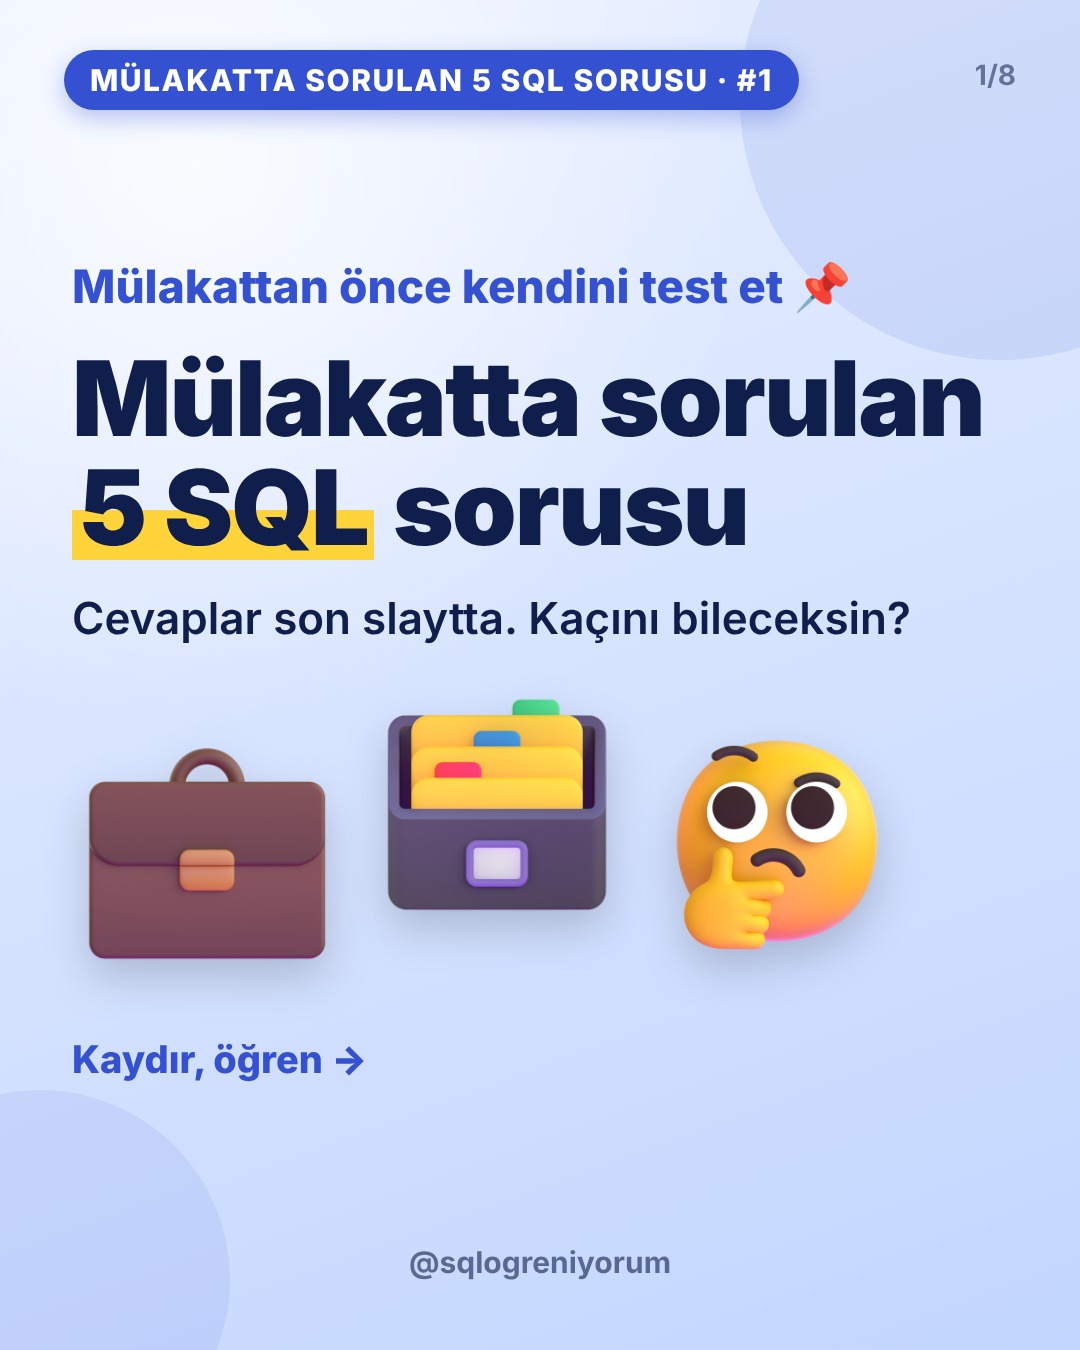 MÜLAKATTA SORULAN 5 SQL SORUSU · #1
1/8
Mülakattan önce kendini test et 📌
Mülakatta sorulan
5 SQL sorusu
Cevaplar son slaytta. Kaçını bileceksin?
Kaydır, öğren →
@sqlogreniyorum